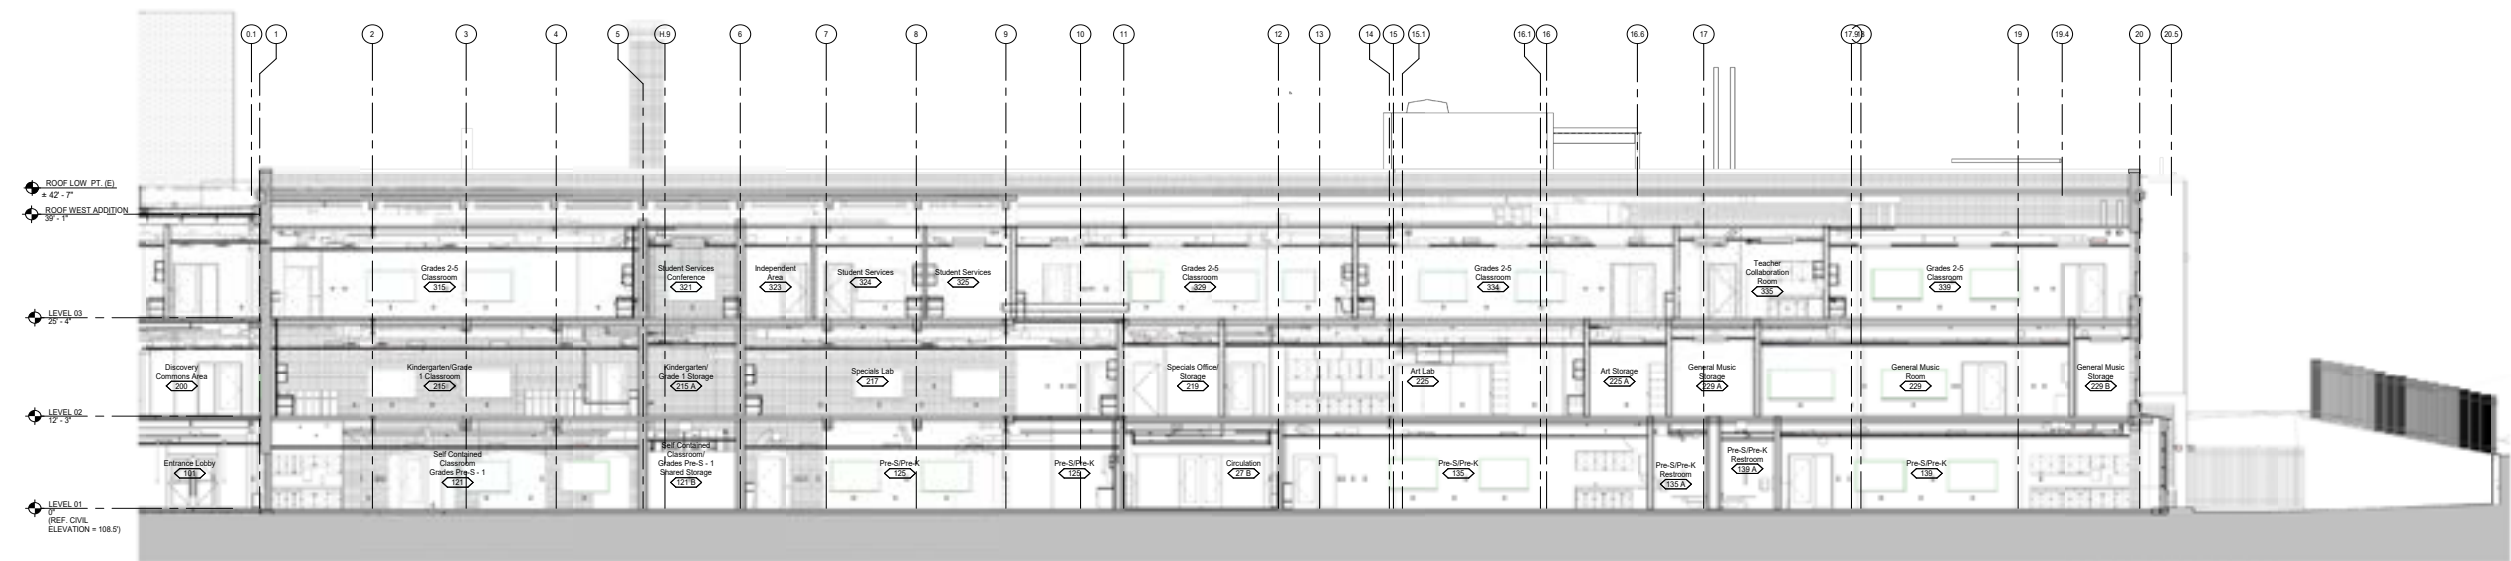 0.1
1
2
3
4
5
H.9
6
7
8
9
10
11
12
13
14
15
15.1
16.1
16
16.6
17
17.9
18
19
19.4
20
20.5
ROOF LOW PT. (E)
± 42' - 7"
ROOF WEST ADDITION
39' - 1"
LEVEL 03
25' - 4"
LEVEL 02
12' - 3"
LEVEL 01
0"
(REF. CIVIL
ELEVATION = 108.5')
Grades 2-5
Classroom
315
Student Services
Conference
321
Independent
Area
323
Student Services
324
Student Services
325
Grades 2-5
Classroom
329
Grades 2-5
Classroom
334
Teacher
Collaboration
Room
335
Grades 2-5
Classroom
339
Discovery
Commons Area
200
Kindergarten/Grade
1 Classroom
215
Kindergarten/
Grade 1 Storage
215 A
Specials Lab
217
Specials Office/
Storage
219
Art Lab
225
Art Storage
225 A
General Music
Storage
229 A
General Music
Room
229
General Music
Storage
229 B
Entrance Lobby
101
Self Contained
Classroom
Grades Pre-S - 1
121
Self Contained
Classroom/
Grades Pre-S - 1
Shared Storage
121 B
Pre-S/Pre-K
125
Pre-S/Pre-K
125
Circulation
27 B
Pre-S/Pre-K
135
Pre-S/Pre-K
Restroom
135 A
Pre-S/Pre-K
Restroom
139 A
Pre-S/Pre-K
139